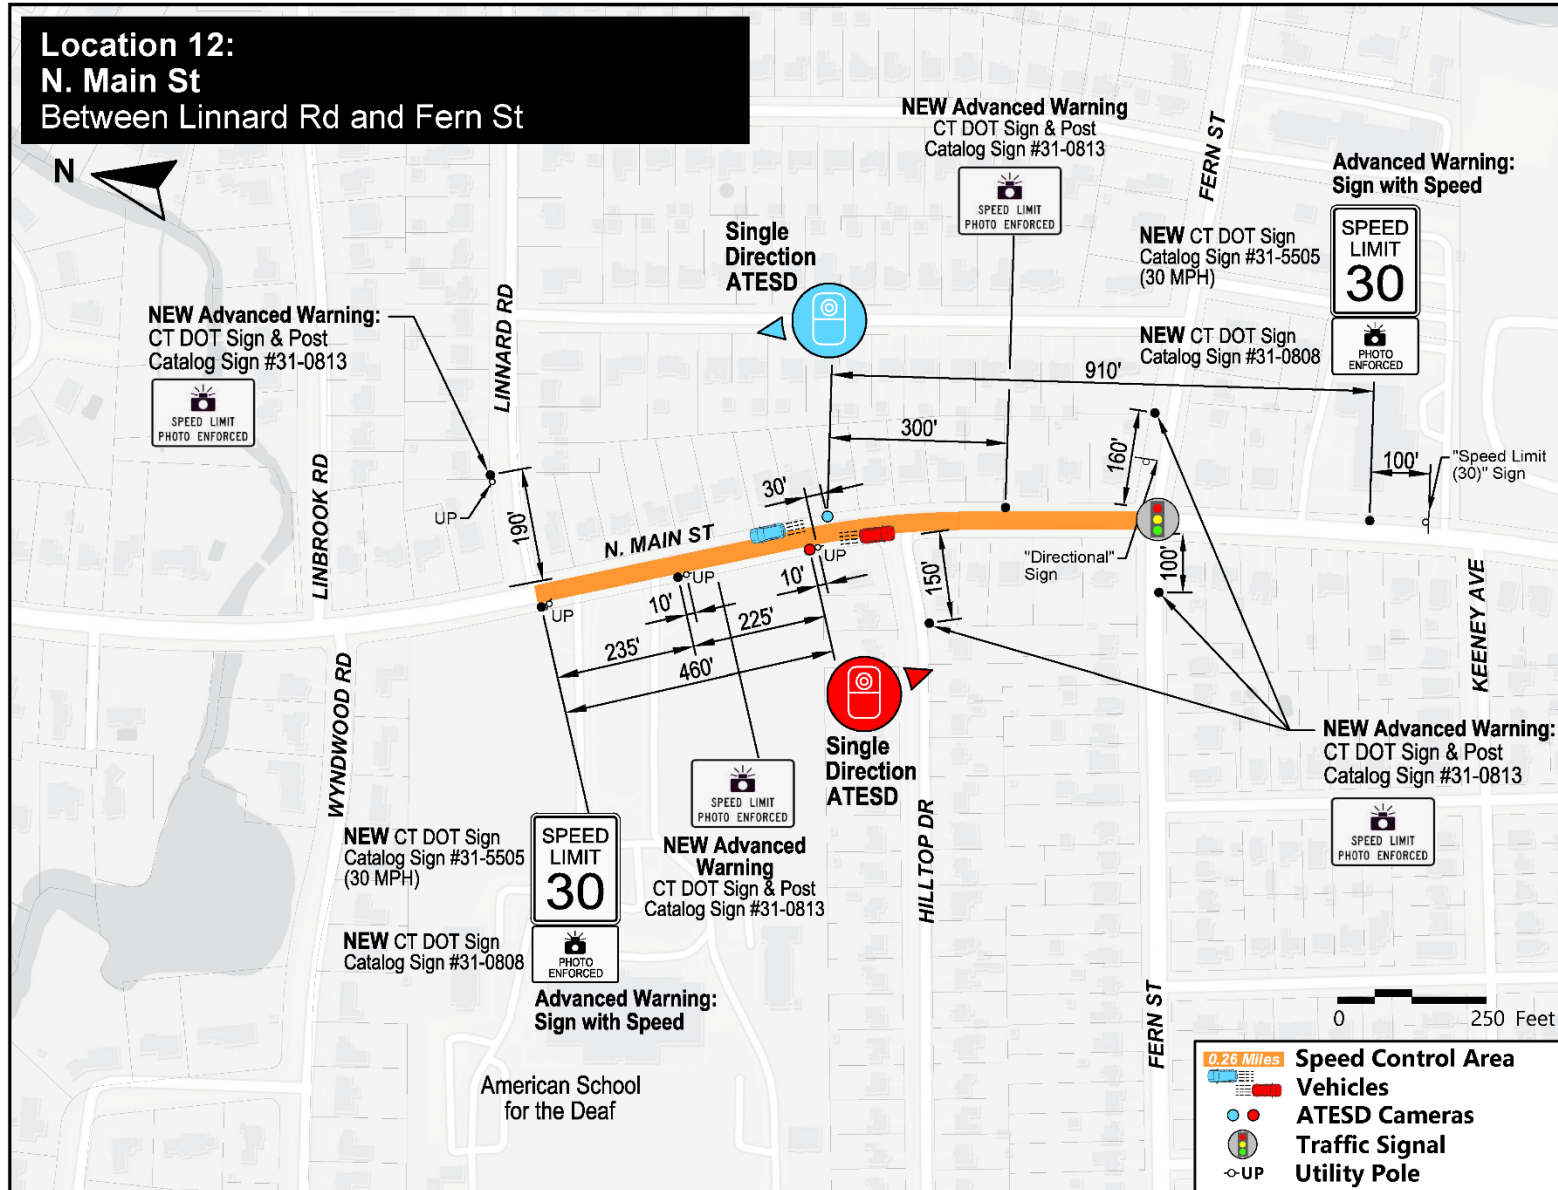 Location 12:
N. Main St
Between Linnard Rd and Fern St
N
NEW Advanced Warning
CT DOT Sign & Post
Catalog Sign #31-0813
SPEED LIMIT
PHOTO ENFORCED
FERN ST
Advanced Warning:
Sign with Speed
NEW CT DOT Sign
Catalog Sign #31-5505
(30 MPH)
SPEED
LIMIT
30
NEW CT DOT Sign
Catalog Sign #31-0808
PHOTO
ENFORCED
Single
Direction
ATESD
NEW Advanced Warning:
CT DOT Sign & Post
Catalog Sign #31-0813
SPEED LIMIT
PHOTO ENFORCED
LINNARD RD
LINBROOK RD
910'
300'
160'
100'
"Speed Limit
(30)" Sign
UP
190'
30'
N. MAIN ST
UP
"Directional"
Sign
100'
150'
UP
10'
10'
UP
225'
235'
460'
WYNDWOOD RD
KEENEY AVE
Single
Direction
ATESD
HILLTOP DR
NEW Advanced Warning:
CT DOT Sign & Post
Catalog Sign #31-0813
SPEED LIMIT
PHOTO ENFORCED
SPEED LIMIT
PHOTO ENFORCED
NEW Advanced
Warning
CT DOT Sign & Post
Catalog Sign #31-0813
NEW CT DOT Sign
Catalog Sign #31-5505
(30 MPH)
SPEED
LIMIT
30
NEW CT DOT Sign
Catalog Sign #31-0808
PHOTO
ENFORCED
Advanced Warning:
Sign with Speed
American School
for the Deaf
FERN ST
0 250 Feet
0.26 Miles Speed Control Area
Vehicles
ATESD Cameras
Traffic Signal
UP Utility Pole